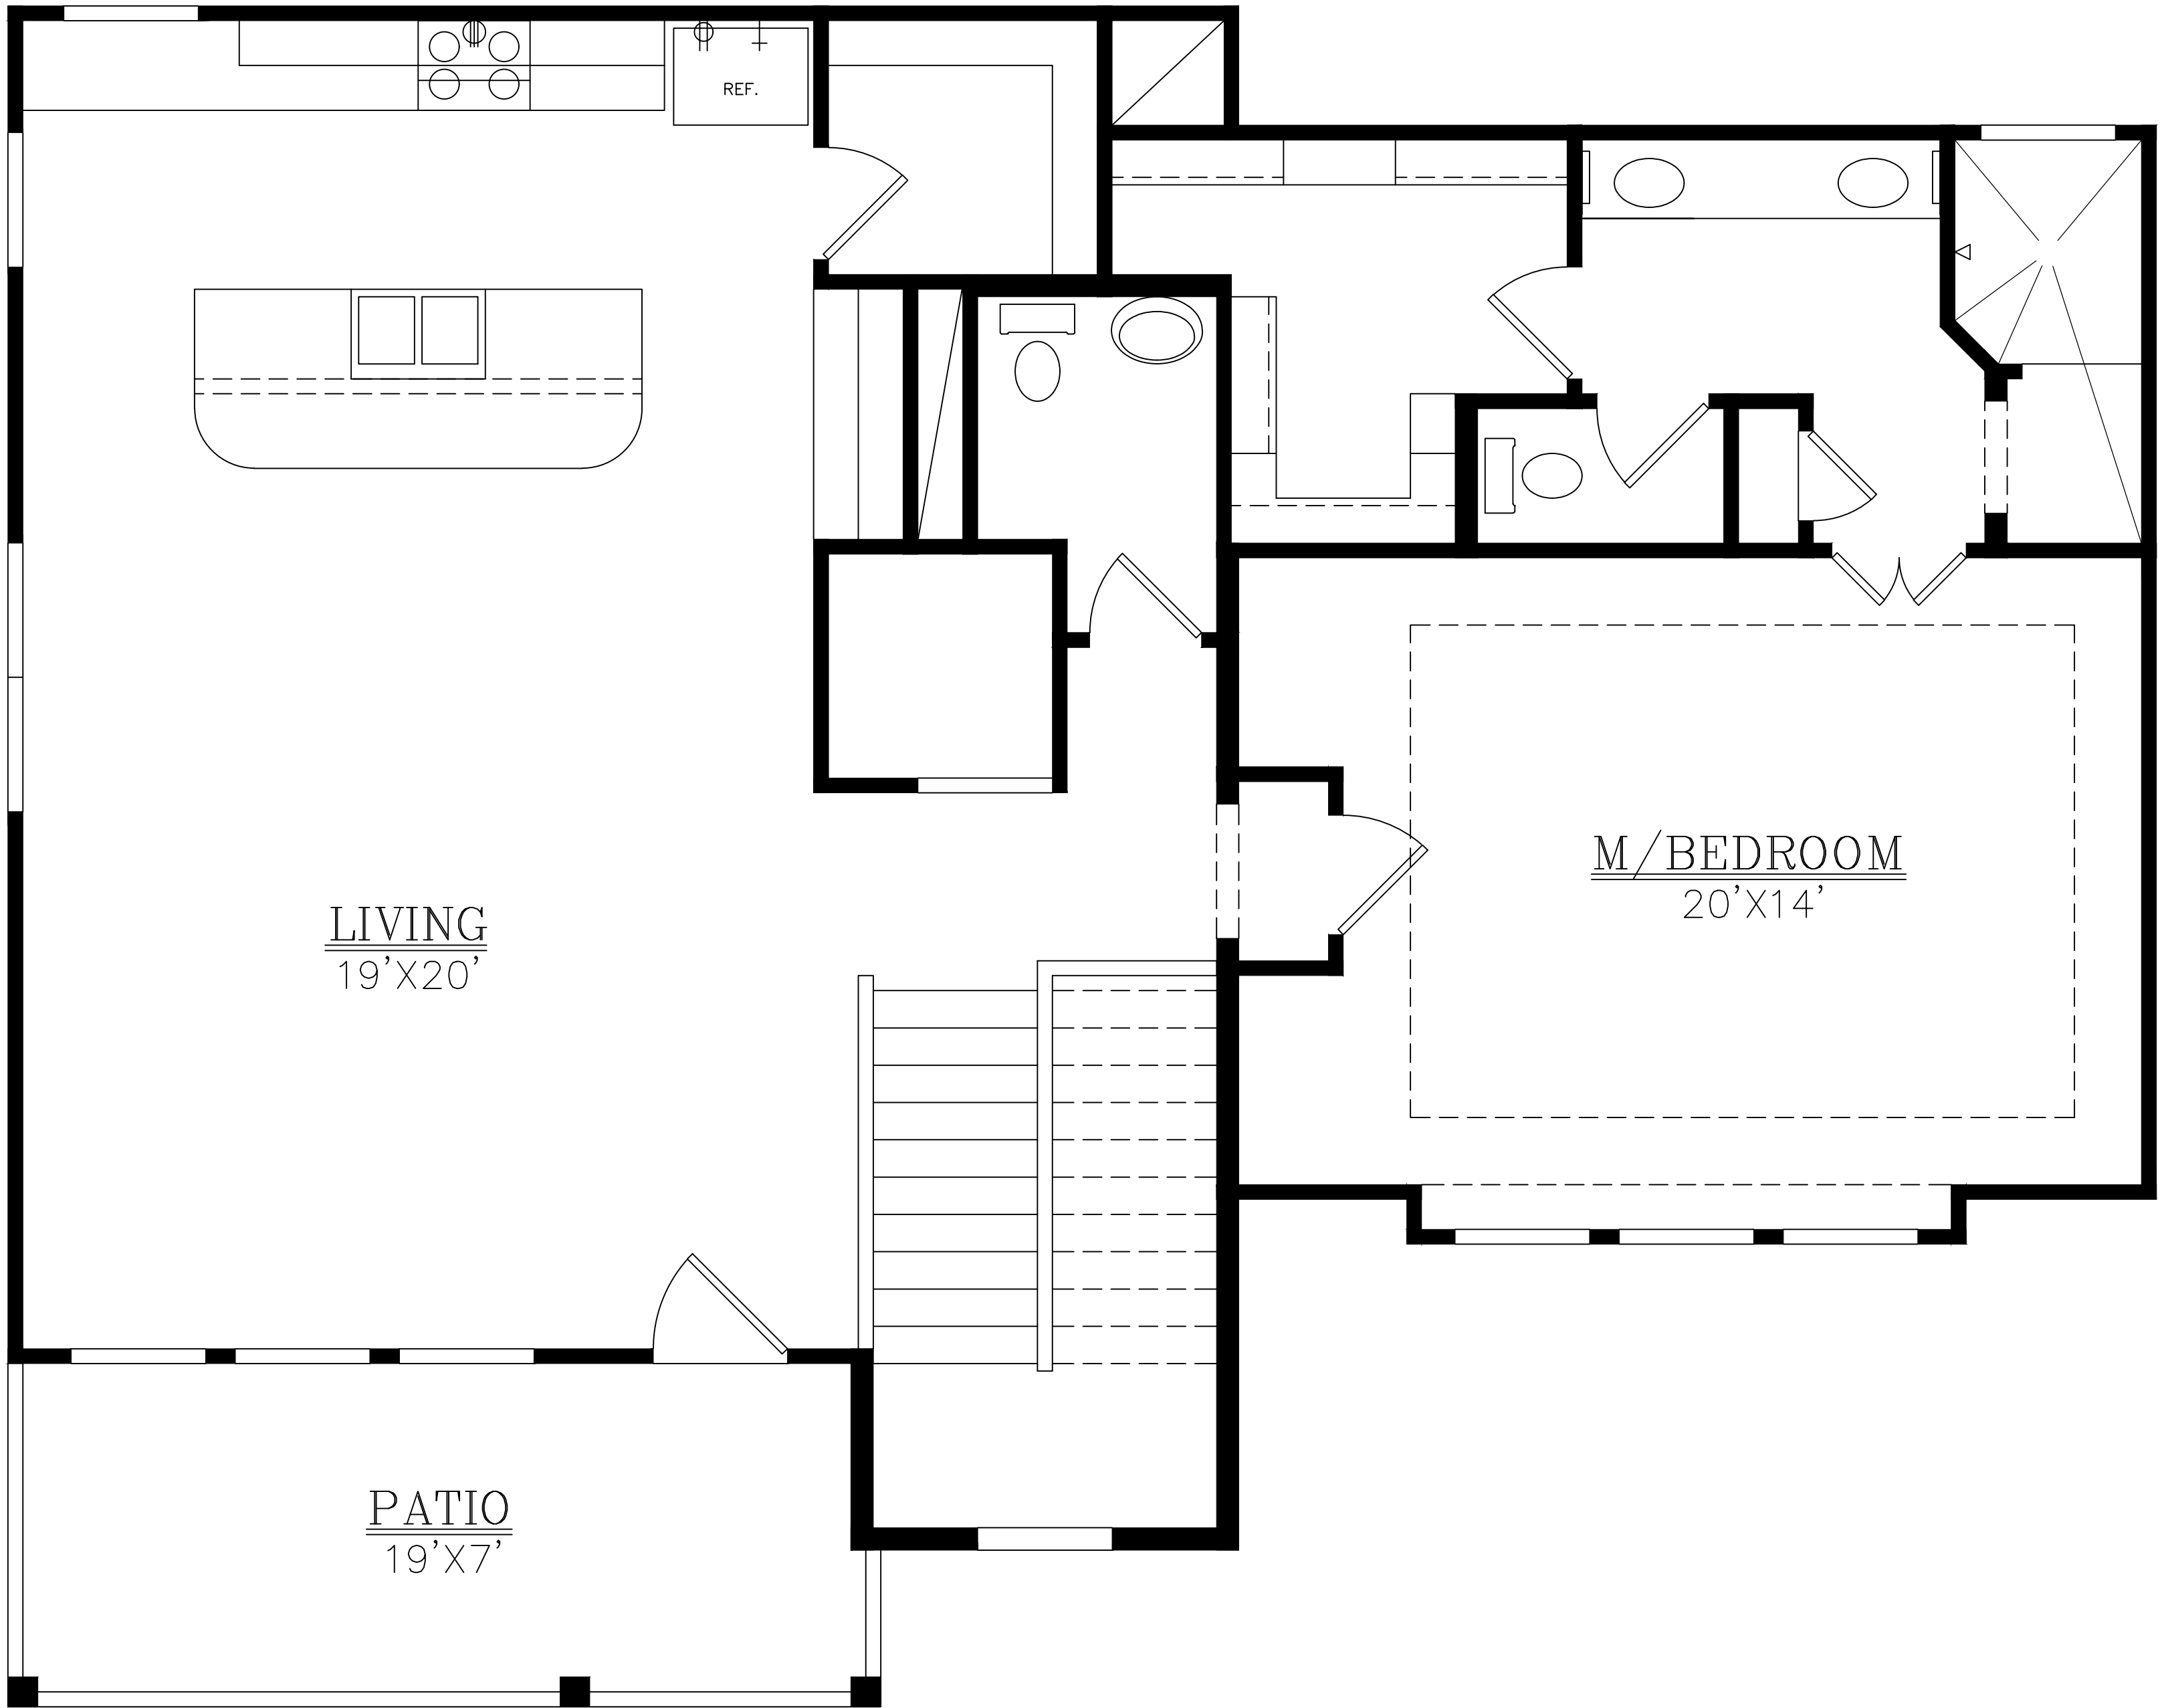 REF.
M/BEDROOM
20'X14'
LIVING
19'X20'
PATIO
19'X7'